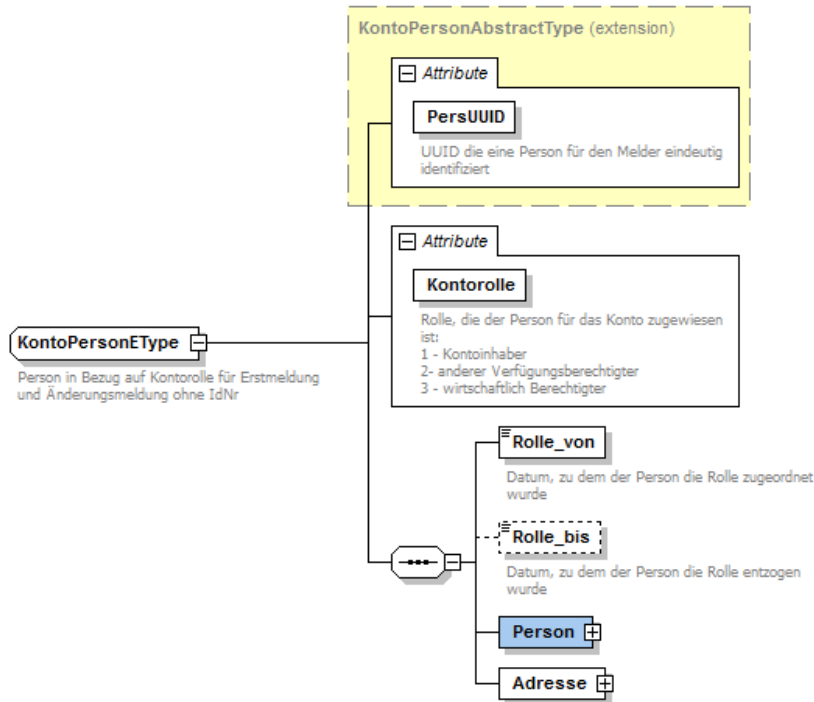 KontoPersonAbstractType (extension)
Attribute
PersUUID
UUID die eine Person für den Melder eindeutig
identifiziert
Attribute
Kontorolle
Rolle, die der Person für das Konto zugewiesen
ist:
1 - Kontoinhaber
2- anderer Verfügungsberechtigter
3 - wirtschaftlich Berechtigter
KontoPersonEType
Person in Bezug auf Kontorolle für Erstmeldung
und Änderungsmeldung ohne IdNr
Rolle_von
Datum, zu dem der Person die Rolle zugeordnet
wurde
Rolle_bis
Datum, zu dem der Person die Rolle entzogen
wurde
Person
Adresse